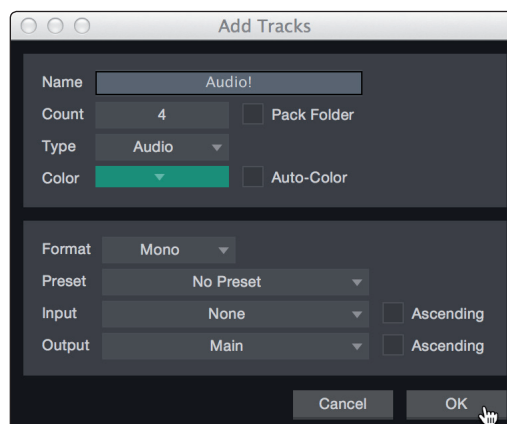 Add Tracks
Name Audio!
Count 4 Pack Folder
Type Audio
Color Auto-Color
Format Mono
Preset No Preset
Input None Ascending
Output Main Ascending
Cancel OK